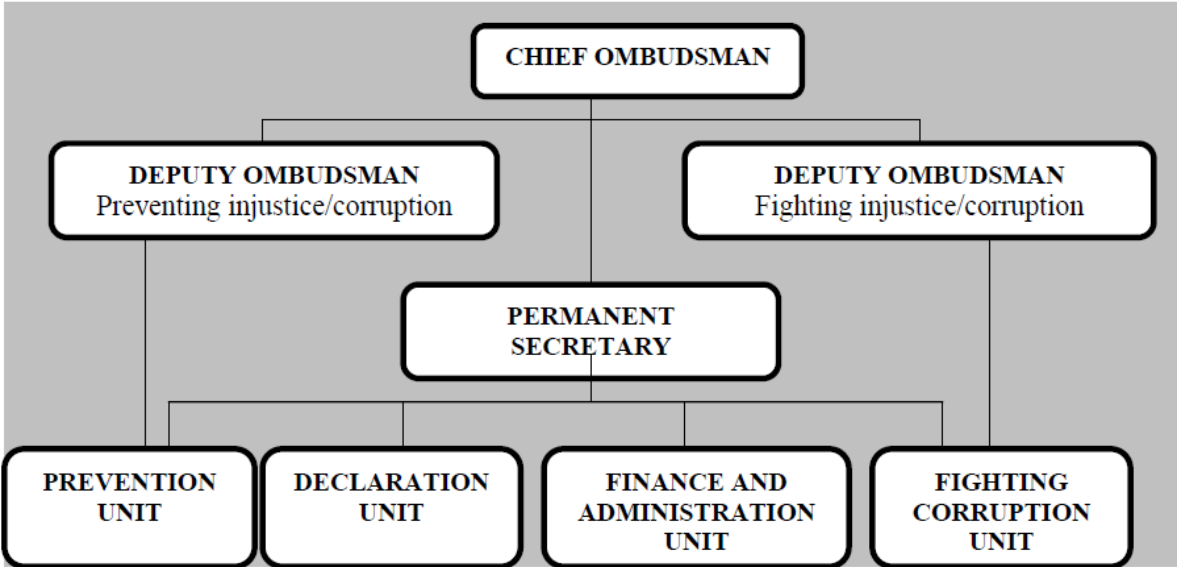 CHIEF OMBUDSMAN
DEPUTY OMBUDSMAN
Preventing injustice/corruption
DEPUTY OMBUDSMAN
Fighting injustice/corruption
PERMANENT
SECRETARY
PREVENTION
UNIT
DECLARATION
UNIT
FINANCE AND
ADMINISTRATION
UNIT
FIGHTING
CORRUPTION
UNIT